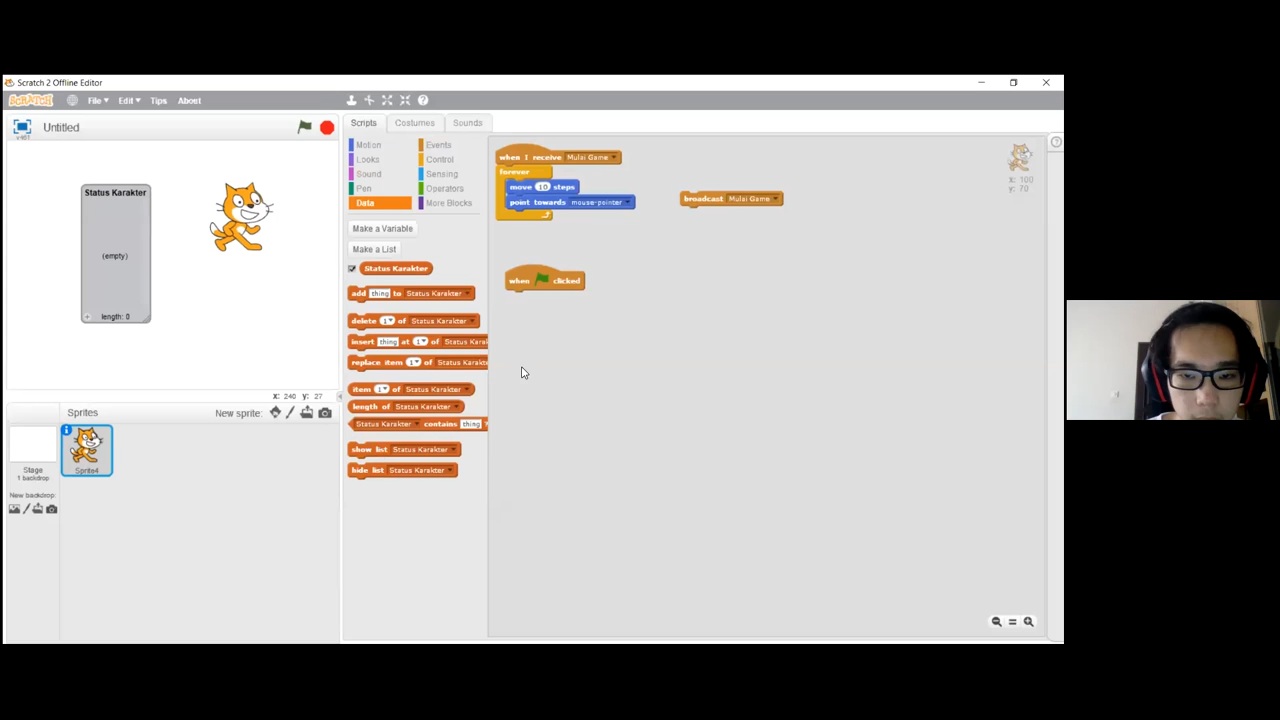 Scratch 2 Offline Editor
SCRATCH File Edit Tips About
v461 Untitled
Status Karakter
(empty)
+ length: 0
x: 240 y: 27
Sprites New sprite:
Stage
1 backdrop
New backdrop:
Sprite4
Scripts Costumes Sounds
Motion Events
Looks Control
Sound Sensing
Pen Operators
Data More Blocks
Make a Variable
Make a List
Status Karakter
add thing to Status Karakter
delete 1 of Status Karakter
insert thing at 1 of Status Karak
replace item 1 of Status Karakte
item 1 of Status Karakter
length of Status Karakter
Status Karakter contains thing ?
show list Status Karakter
hide list Status Karakter
when I receive Mulai Game
forever
move 10 steps
point towards mouse-pointer
broadcast Mulai Game
when clicked
x: 100
y: 70